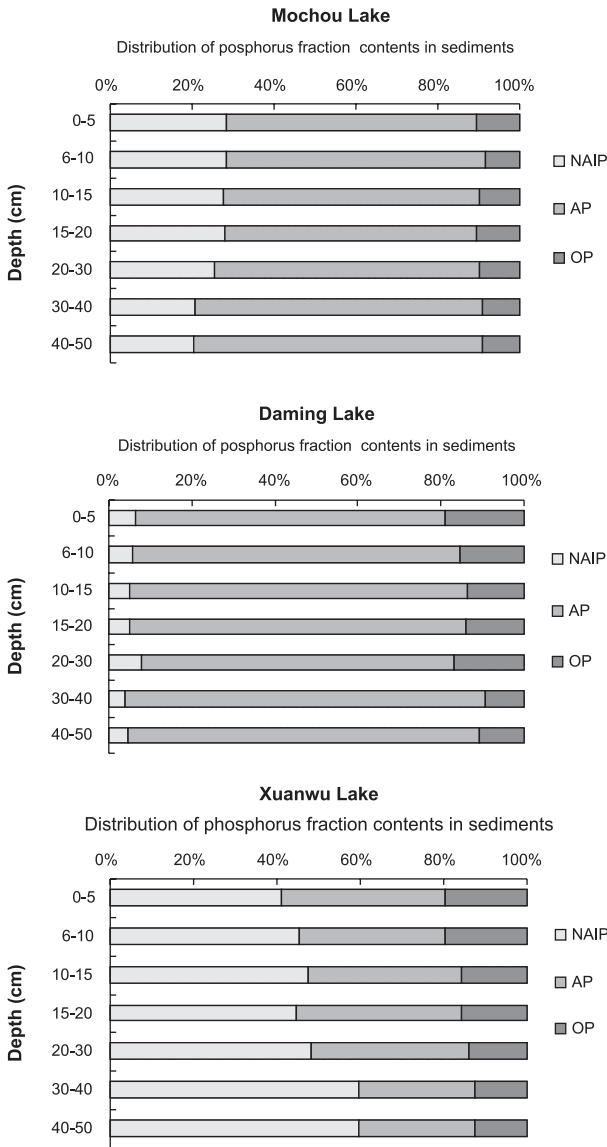 Mochou Lake
Distribution of posphorus fraction contents in sediments
0% 20% 40% 60% 80% 100%
0-5
6-10
10-15
15-20
20-30
30-40
40-50
Depth (cm)
NAIP
AP
OP
Daming Lake
Distribution of posphorus fraction contents in sediments
0% 20% 40% 60% 80% 100%
0-5
6-10
10-15
15-20
20-30
30-40
40-50
Depth (cm)
NAIP
AP
OP
Xuanwu Lake
Distribution of phosphorus fraction contents in sediments
0% 20% 40% 60% 80% 100%
0-5
6-10
10-15
15-20
20-30
30-40
40-50
Depth (cm)
NAIP
AP
OP